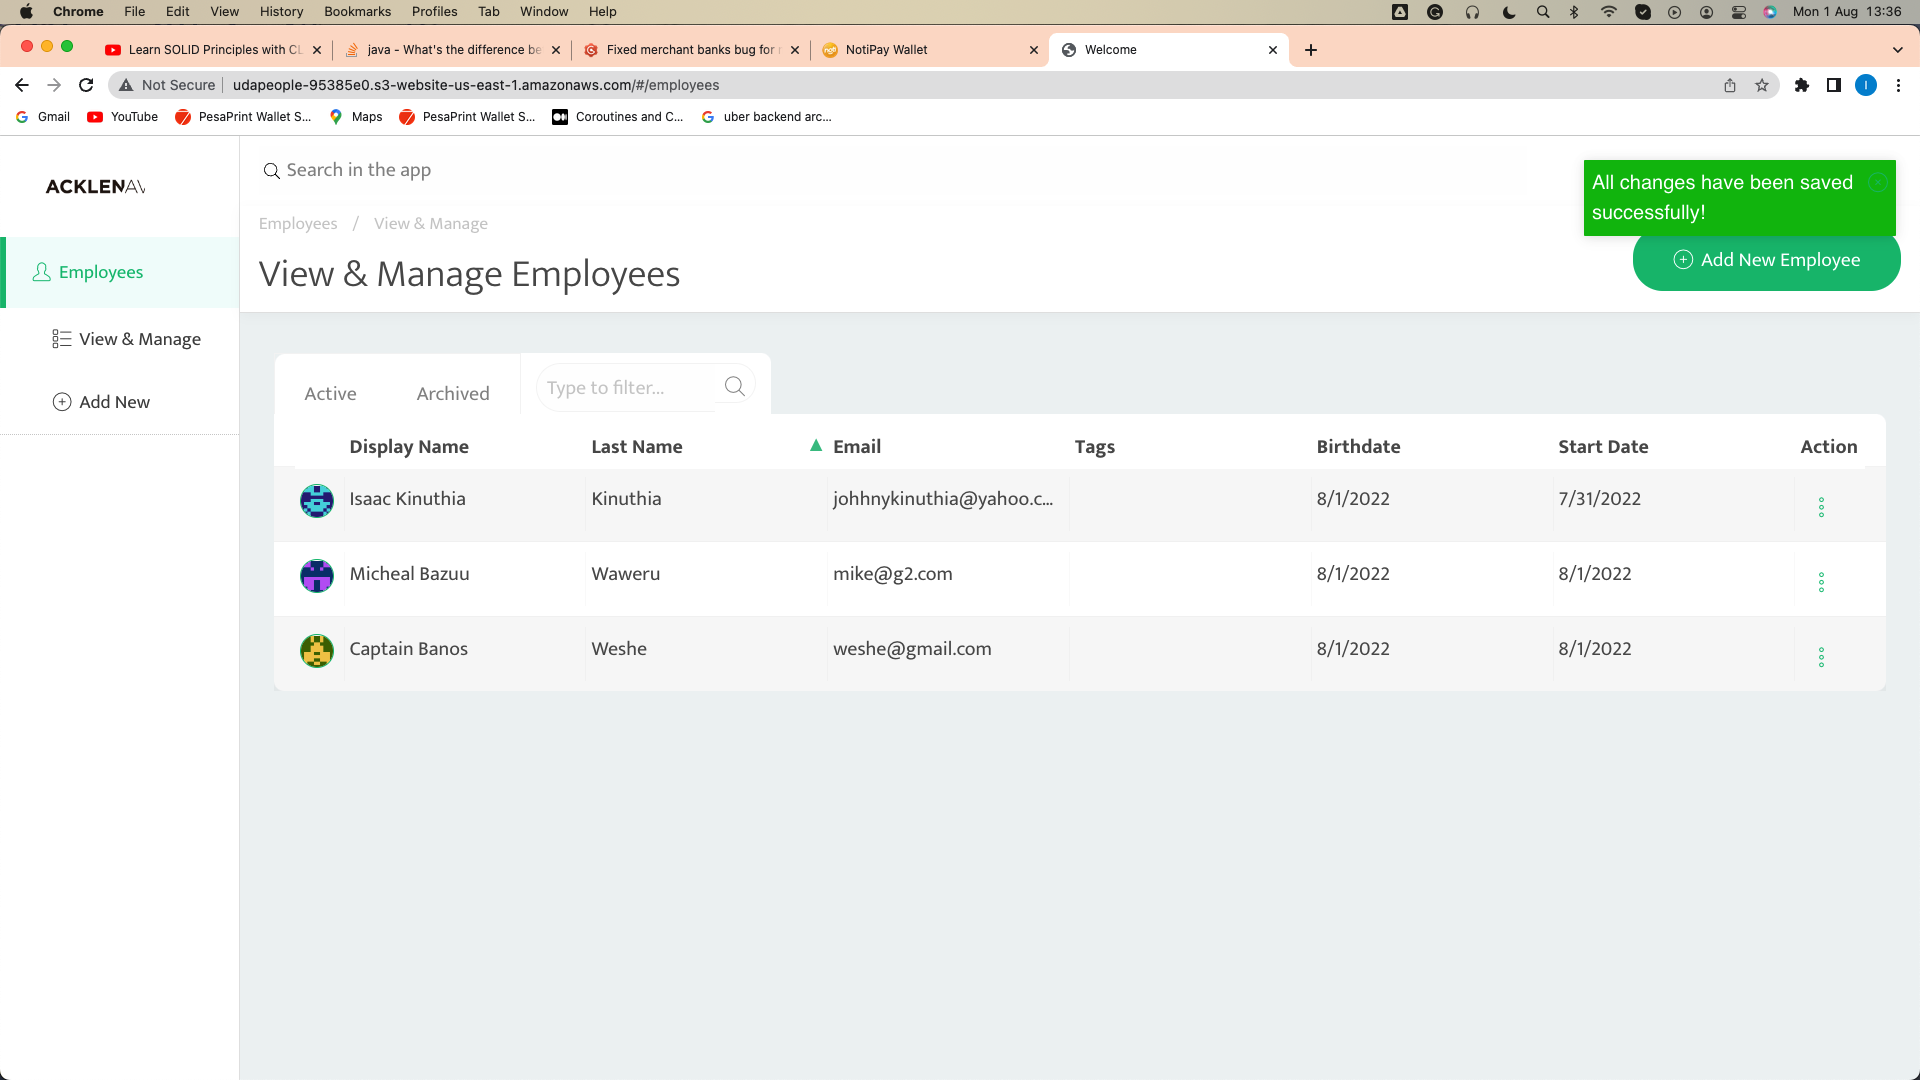 Chrome File Edit View History Bookmarks Profiles Tab Window Help Mon 1 Aug 13:36
Learn SOLID Principles with CL java - What's the difference be Fixed merchant banks bug for NotiPay Wallet Welcome
Not Secure udapeople-95385e0.s3-website-us-east-1.amazonaws.com/#/employees
Gmail YouTube PesaPrint Wallet S... Maps PesaPrint Wallet S... Coroutines and C... uber backend arc...
ACKLENAV
Search in the app
All changes have been saved
successfully!
Employees / View & Manage
View & Manage Employees
Add New Employee
Employees
View & Manage
Add New
Active Archived Type to filter...
Display Name Last Name Email Tags Birthdate Start Date Action
Isaac Kinuthia Kinuthia johhnykinuthia@yahoo.c... 8/1/2022 7/31/2022
Micheal Bazuu Waweru mike@g2.com 8/1/2022 8/1/2022
Captain Banos Weshe weshe@gmail.com 8/1/2022 8/1/2022